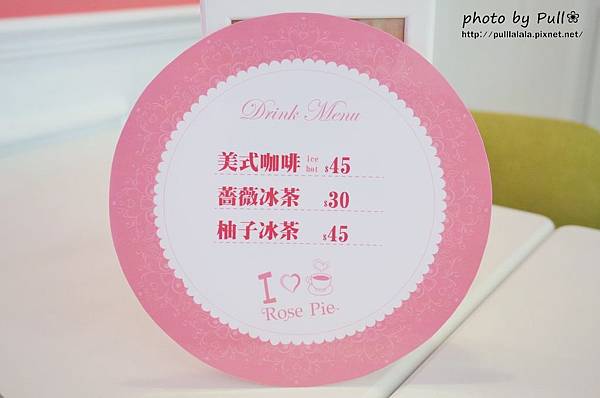 photo by Pull❀
http://pulllalala.pixnet.net/
Drink Menu
美式咖啡 ice hot $45
薔薇冰茶 $30
柚子冰茶 $45
I
Rose Pie